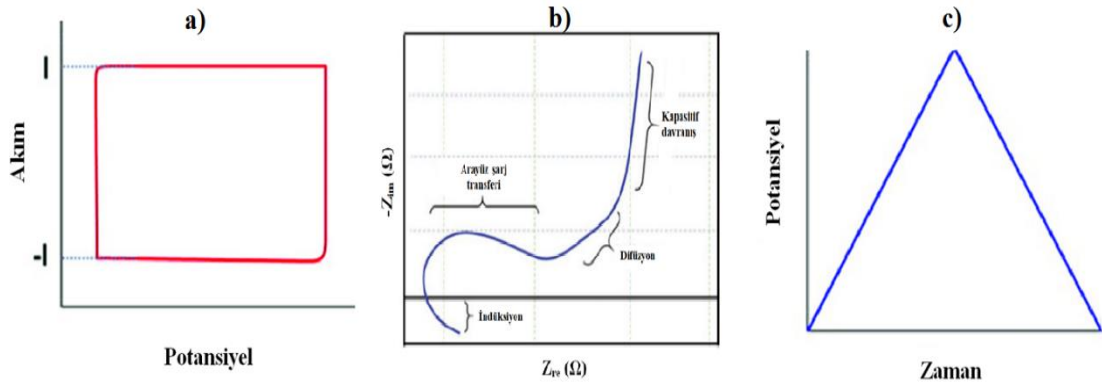 a)
I
-I
Akım
Potansiyel
b)
-Zim (Ω)
Kapasitif
davranış
Arayüz şarj
transferi
Difüzyon
İndüksiyon
Zre (Ω)
c)
Potansiyel
Zaman